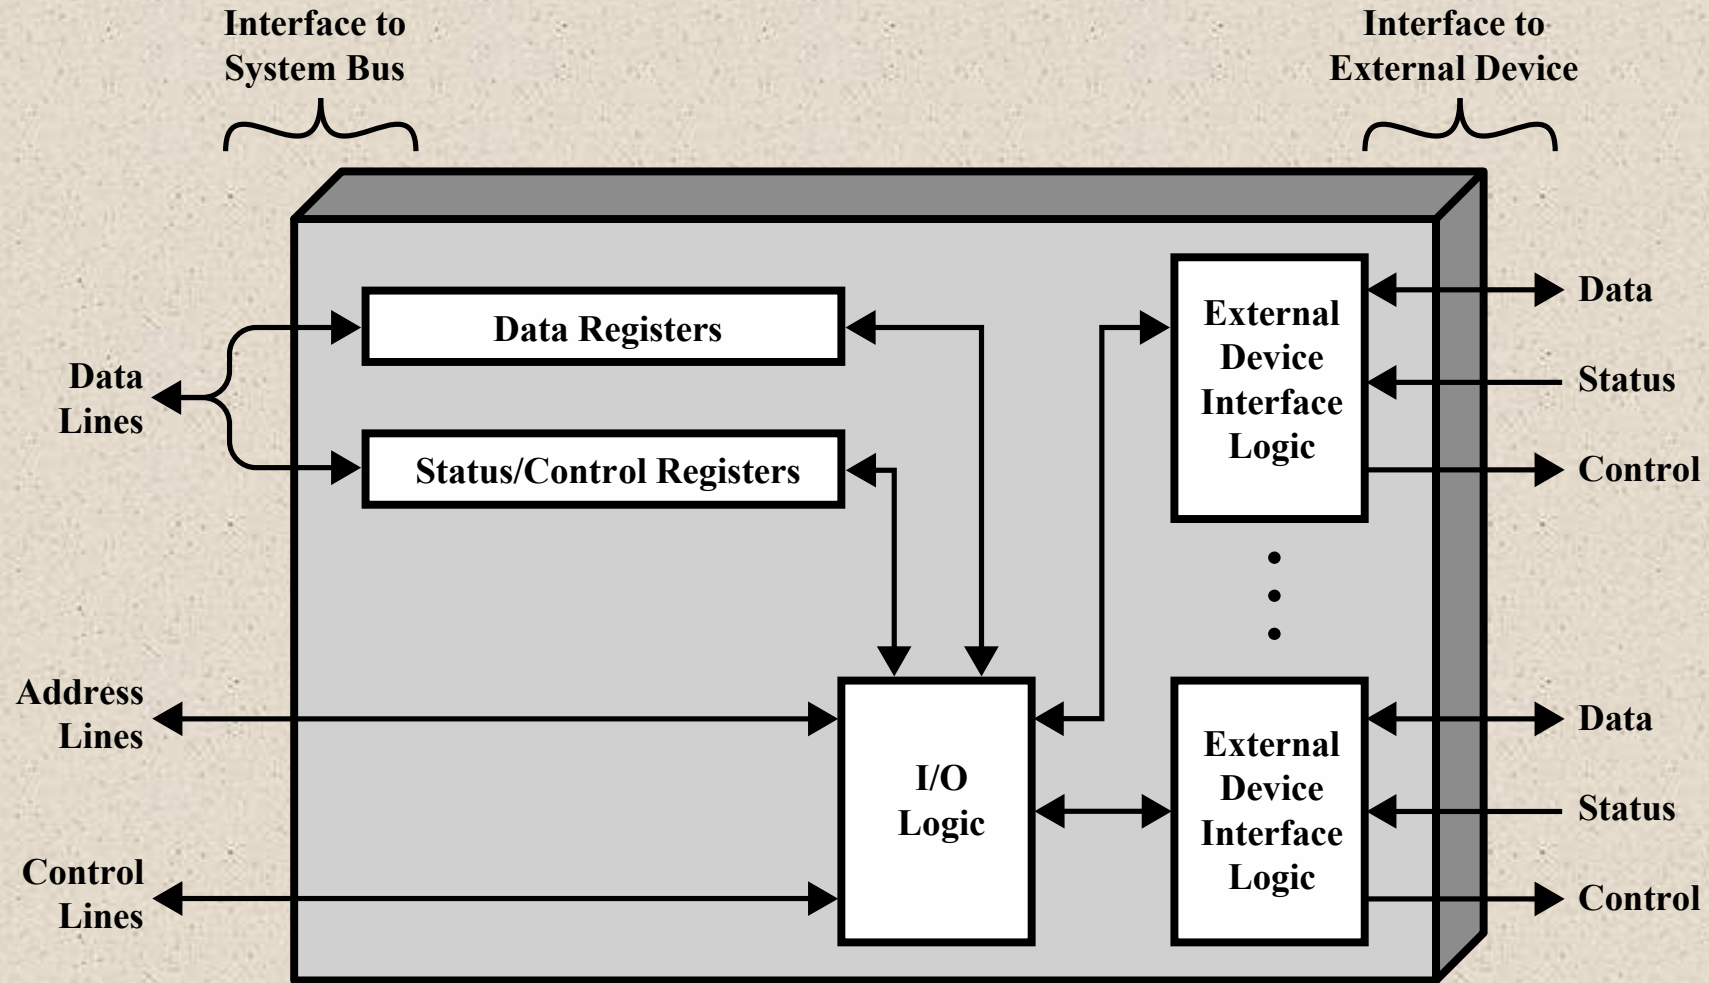 Interface to
System Bus
Interface to
External Device
Data Registers
Status/Control Registers
Data
Lines
Address
Lines
Control
Lines
I/O
Logic
External
Device
Interface
Logic
Data
Status
Control
External
Device
Interface
Logic
Data
Status
Control